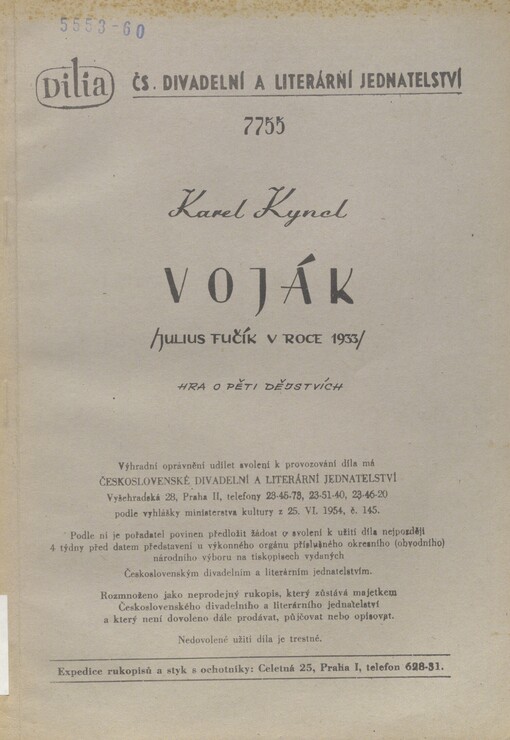 5553-60
Dilia ČS. DIVADELNÍ A LITERÁRNÍ JEDNATELSTVÍ
7755
Karel Kyncl
VOJÁK
/JULIUS FUČÍK V ROCE 1933/
HRA O PĚTI DĚJSTVÍCH
Výhradní oprávnění udílet svolení k provozování díla má
ČESKOSLOVENSKÉ DIVADELNÍ A LITERÁRNÍ JEDNATELSTVÍ
Vyšehradská 28, Praha II, telefony 23-45-73, 23-51-40, 23-46-20
podle vyhlášky ministerstva kultury z 25. VI. 1954, č. 145.
Podle ní je pořadatel povinen předložit žádost o svolení k užití díla nejpozději
4 týdny před datem představení u výkonného orgánu příslušného okresního (obvodního)
národního výboru na tiskopisech vydaných
Československým divadelním a literárním jednatelstvím.
Rozmnoženo jako neprodejný rukopis, který zůstává majetkem
Československého divadelního a literárního jednatelství
a který není dovoleno dále prodávat, půjčovat nebo opisovat.
Nedovolené užití díla je trestné.
Expedice rukopisů a styk s ochotníky: Celetná 25, Praha I, telefon 628-31.